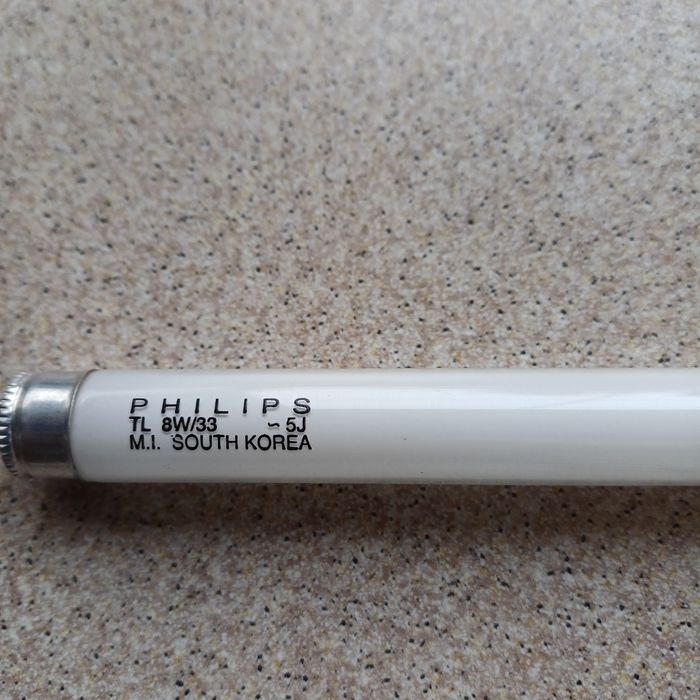 PHILIPS
TL 8W/33 ~ 5J
M.I. SOUTH KOREA